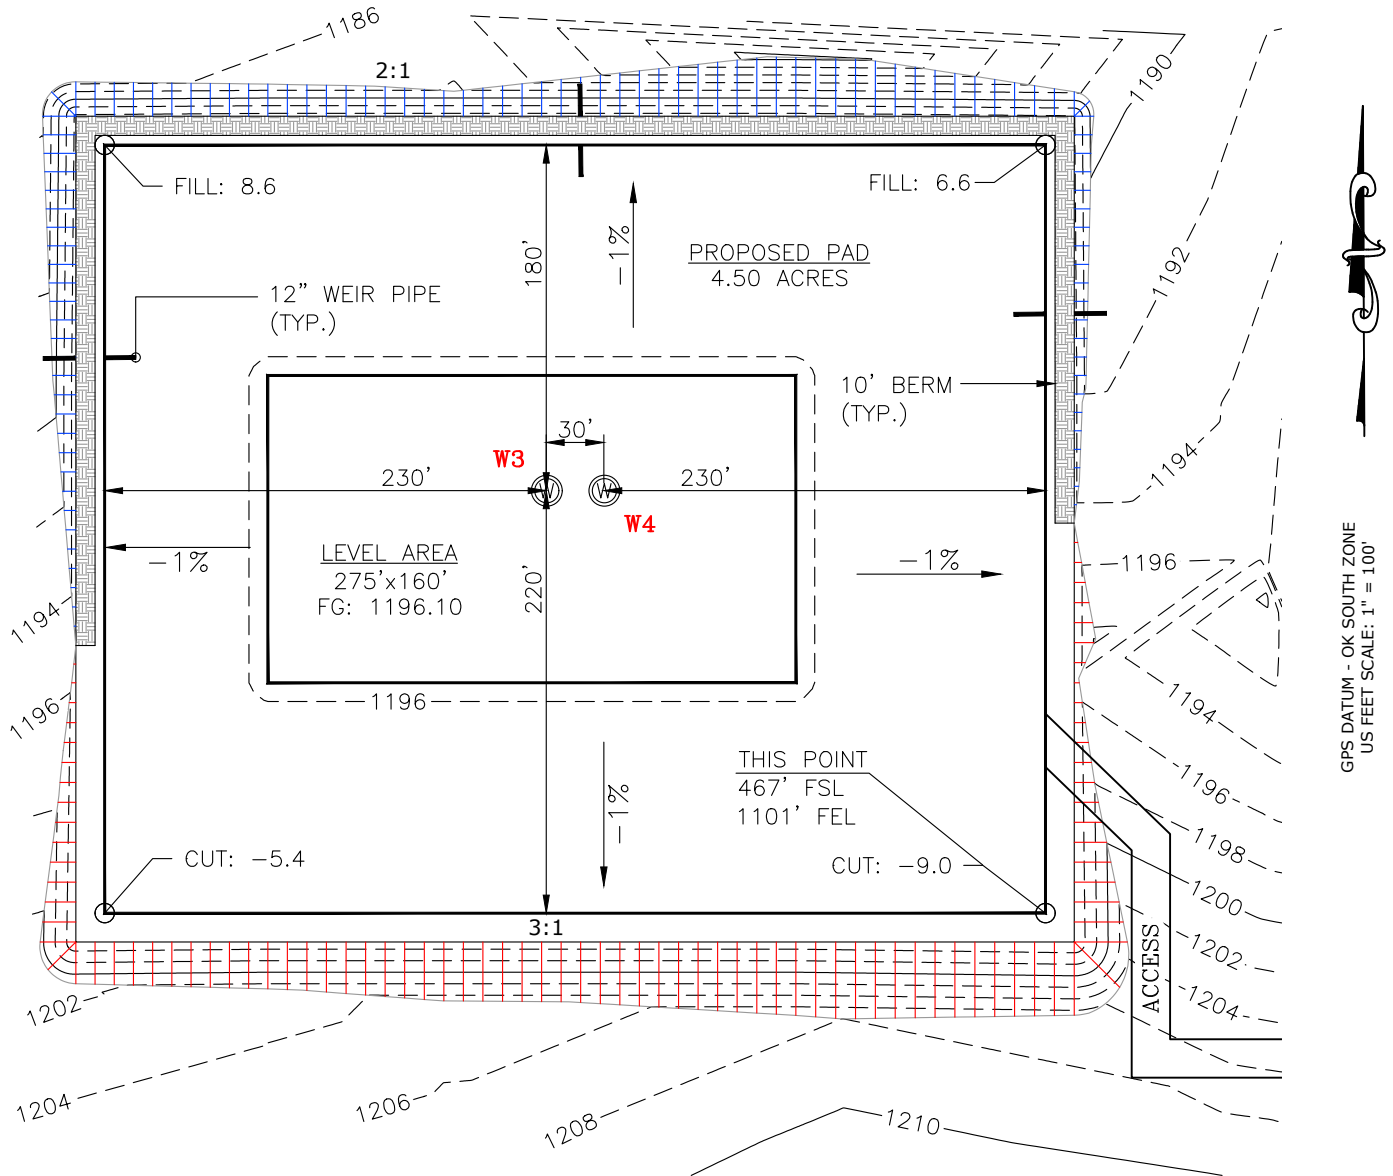 1186
2:1
1190
FILL: 8.6
FILL: 6.6
180'
-1%
PROPOSED PAD
4.50 ACRES
1192
12" WEIR PIPE
(TYP.)
10' BERM
(TYP.)
30'
W3
230'
W
W
230'
W4
1194
LEVEL AREA
275'x160'
FG: 1196.10
-1%
220'
-1%
1196
1194
1196
1196
1194
1196
1198
1200
1202
1204
THIS POINT
467' FSL
1101' FEL
-1%
CUT: -5.4
CUT: -9.0
3:1
ACCESS
1202
1204
1206
1208
1210
GPS DATUM - OK SOUTH ZONE
US FEET SCALE: 1" = 100'